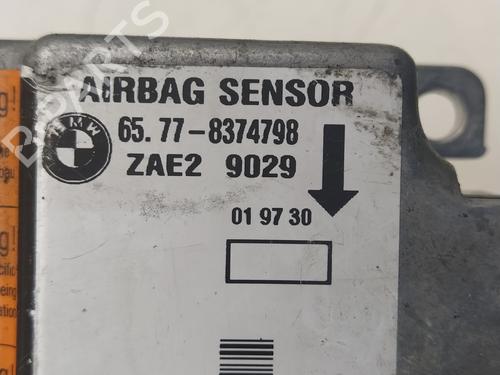 AIRBAG SENSOR
BMW
65.77-8374798
ZAE2 9029
01 97 30